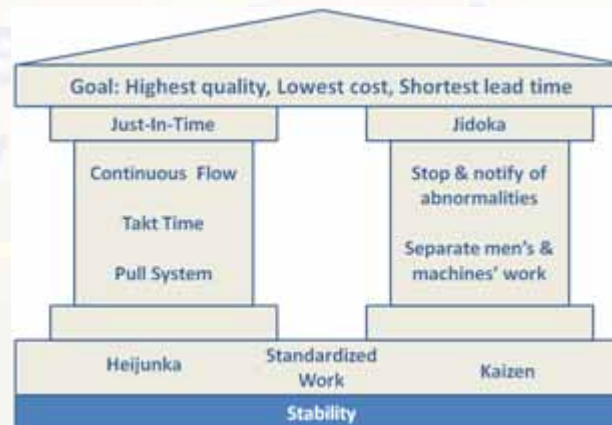 Goal: Highest quality, Lowest cost, Shortest lead time
Just-In-Time
Jidoka
Continuous Flow
Takt Time
Pull System
Stop & notify of
abnormalities
Separate men's &
machines' work
Heijunka
Standardized
Work
Kaizen
Stability